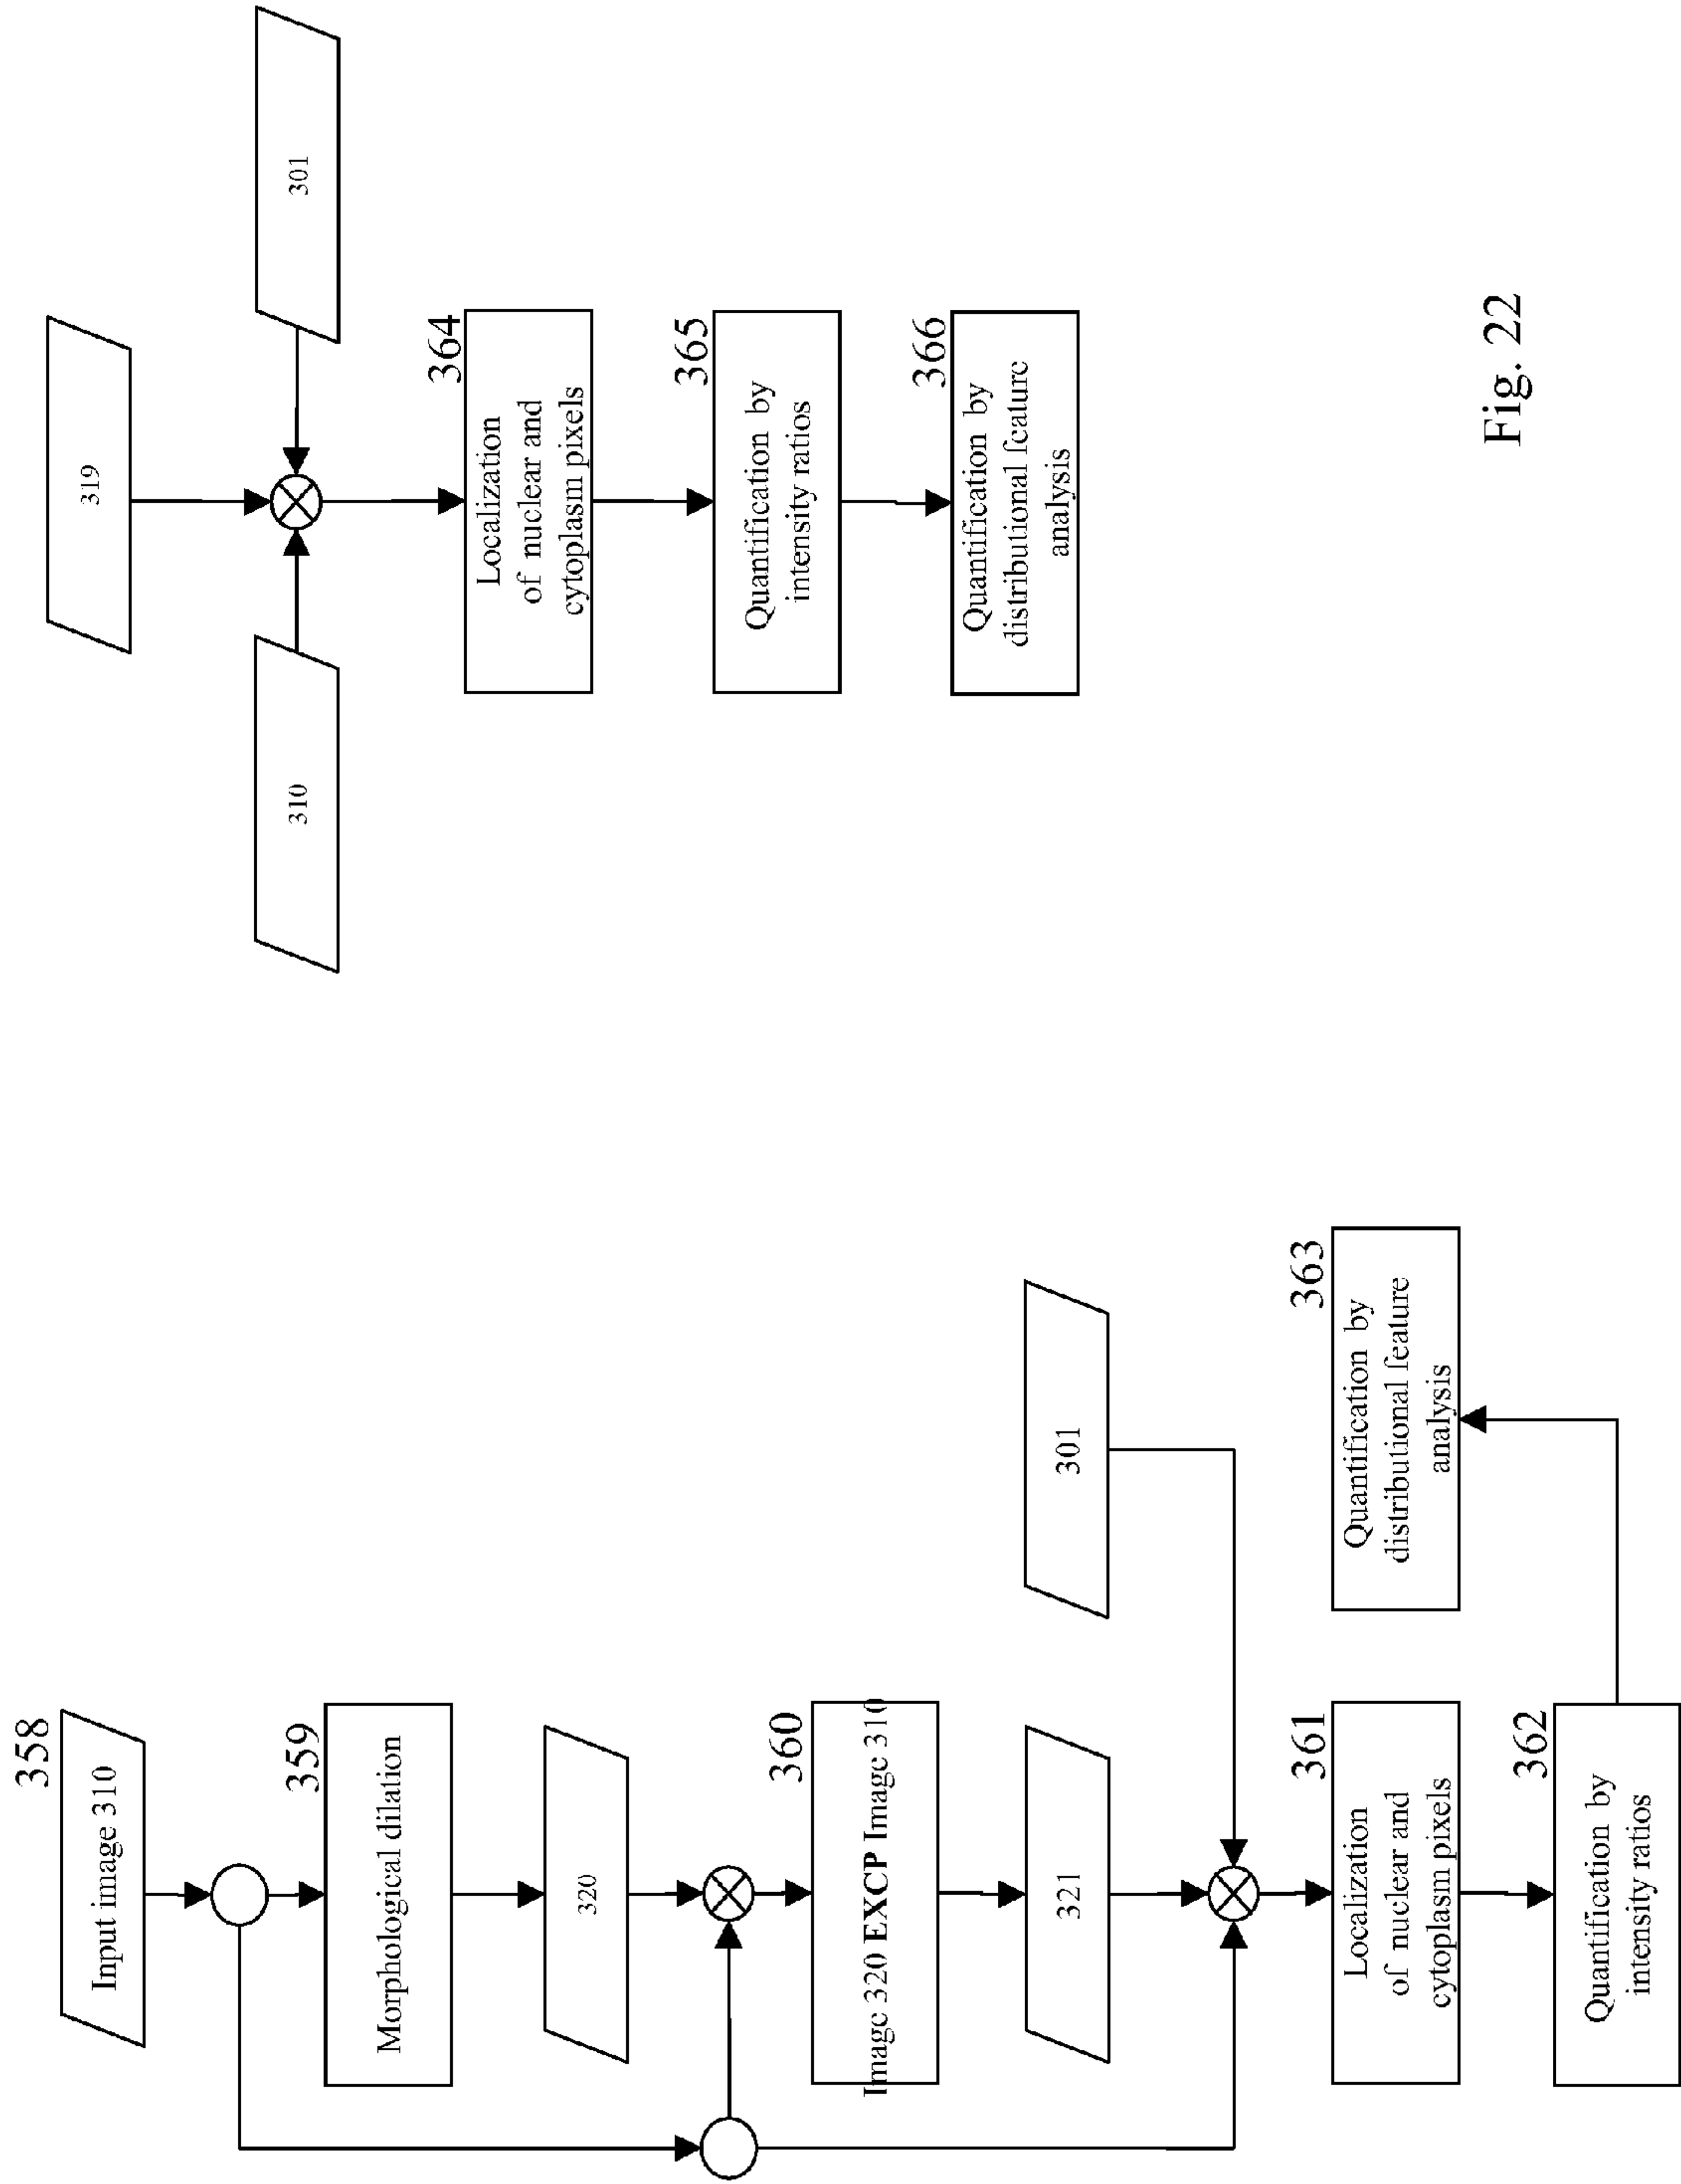 358
Input image 310
359
Morphological dilation
320
360
Image 320 EXCP Image 310
321
301
361
Localization
of nuclear and
cytoplasm pixels
362
Quantification by
intensity ratios
363
Quantification by
distributional feature
analysis
319
310
301
364
Localization
of nuclear and
cytoplasm pixels
365
Quantification by
intensity ratios
366
Quantification by
distributional feature
analysis
Fig. 22